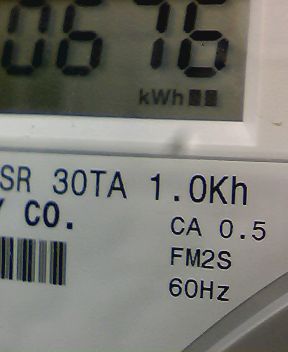 0676
kWh
SR 30TA 1.0Kh
Y CO.
CA 0.5
FM2S
60Hz